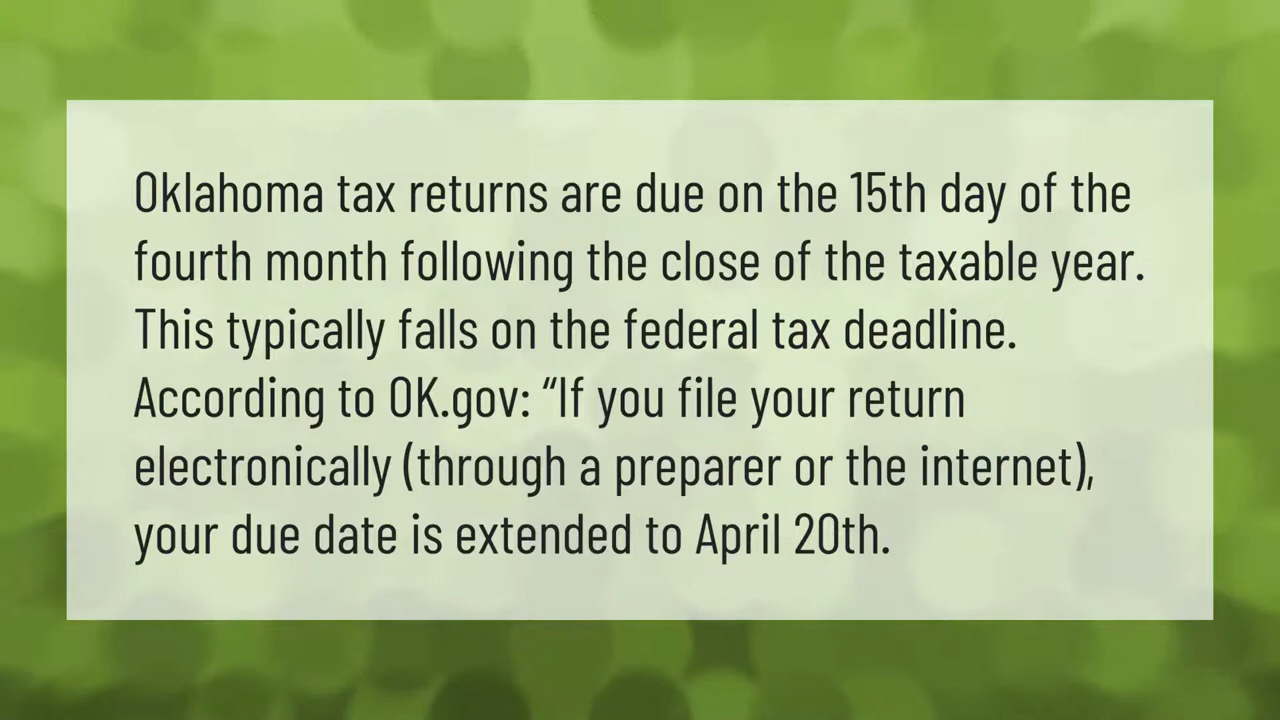 Oklahoma tax returns are due on the 15th day of the
fourth month following the close of the taxable year.
This typically falls on the federal tax deadline.
According to OK.gov: “If you file your return
electronically (through a preparer or the internet),
your due date is extended to April 20th.